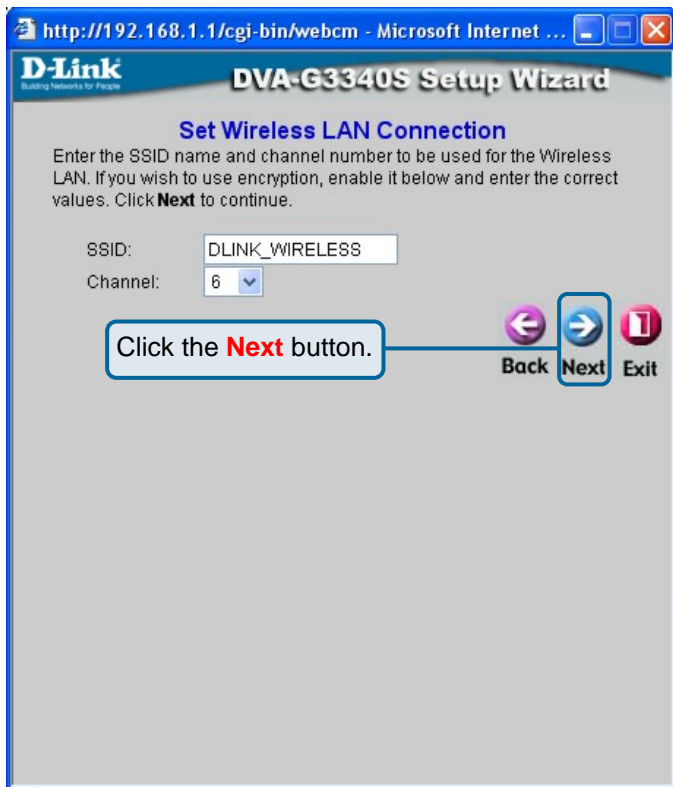 http://192.168.1.1/cgi-bin/webcm - Microsoft Internet ...
D-Link
Building Networks for People
DVA-G3340S Setup Wizard
Set Wireless LAN Connection
Enter the SSID name and channel number to be used for the Wireless
LAN. If you wish to use encryption, enable it below and enter the correct
values. Click Next to continue.
SSID: DLINK_WIRELESS
Channel: 6
Click the Next button.
Back Next Exit